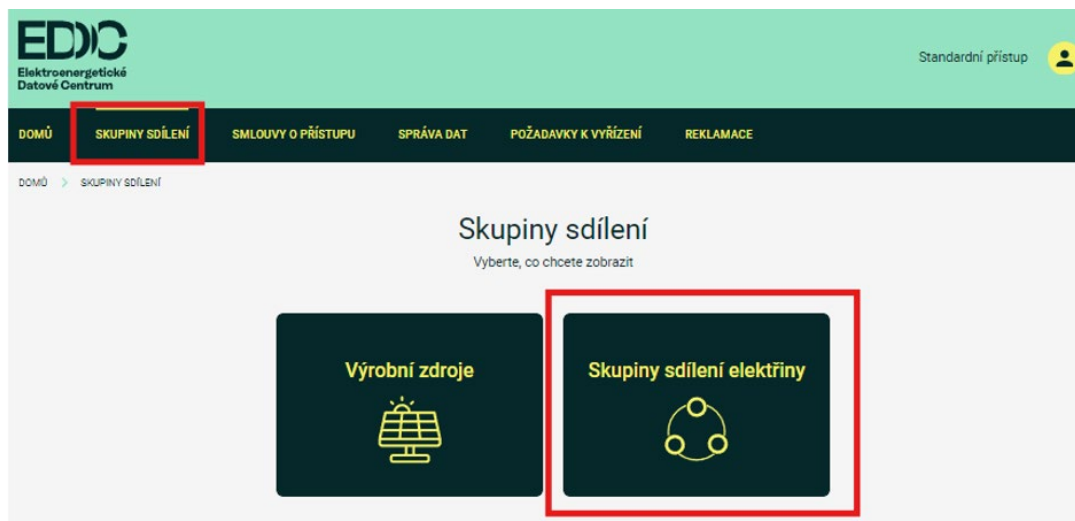 EDC
Elektroenergetické
Datové Centrum
Standardní přístup
DOMŮ SKUPINY SDÍLENÍ SMLOUVY O PŘÍSTUPU SPRÁVA DAT POŽADAVKY K VYŘÍZENÍ REKLAMACE
DOMŮ > SKUPINY SDÍLENÍ
Skupiny sdílení
Vyberte, co chcete zobrazit
Výrobní zdroje
Skupiny sdílení elektřiny